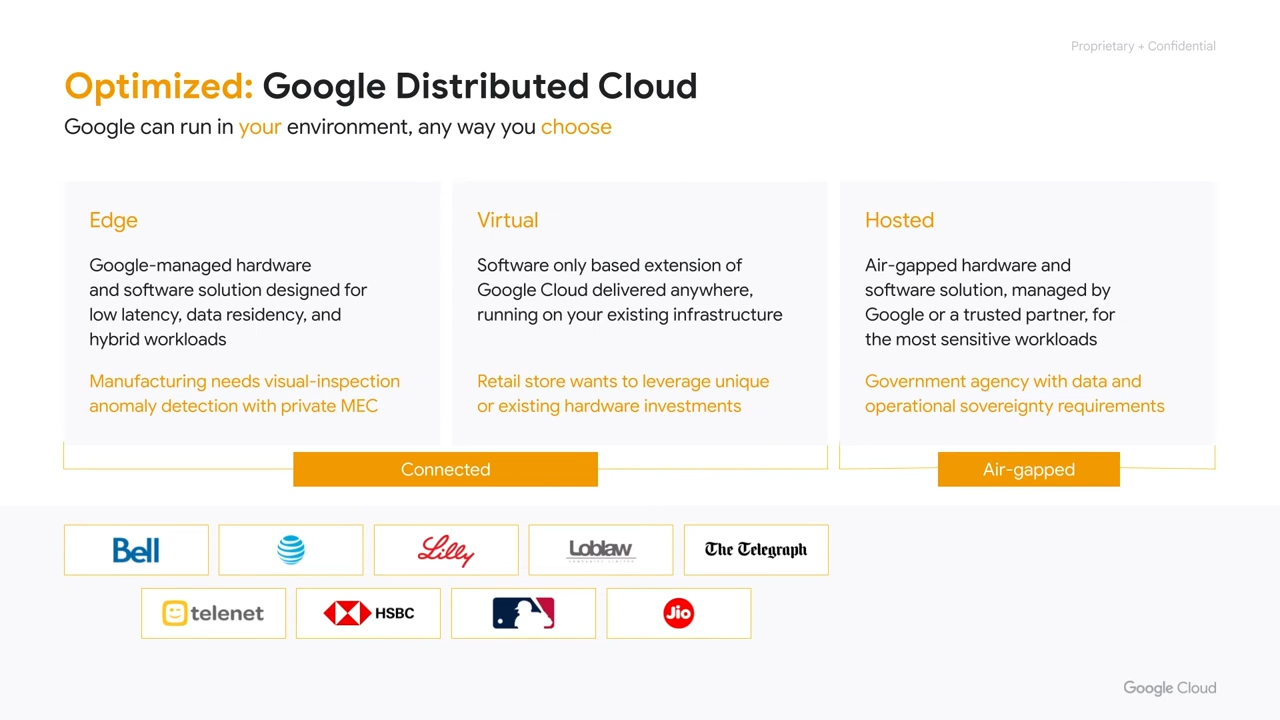 Proprietary + Confidential
Optimized: Google Distributed Cloud
Google can run in your environment, any way you choose
Edge
Google-managed hardware
and software solution designed for
low latency, data residency, and
hybrid workloads
Manufacturing needs visual-inspection
anomaly detection with private MEC
Virtual
Software only based extension of
Google Cloud delivered anywhere,
running on your existing infrastructure
Retail store wants to leverage unique
or existing hardware investments
Hosted
Air-gapped hardware and
software solution, managed by
Google or a trusted partner, for
the most sensitive workloads
Government agency with data and
operational sovereignty requirements
Connected
Air-gapped
Bell
Lilly
Loblaw
The Telegraph
telenet
HSBC
Jio
Google Cloud